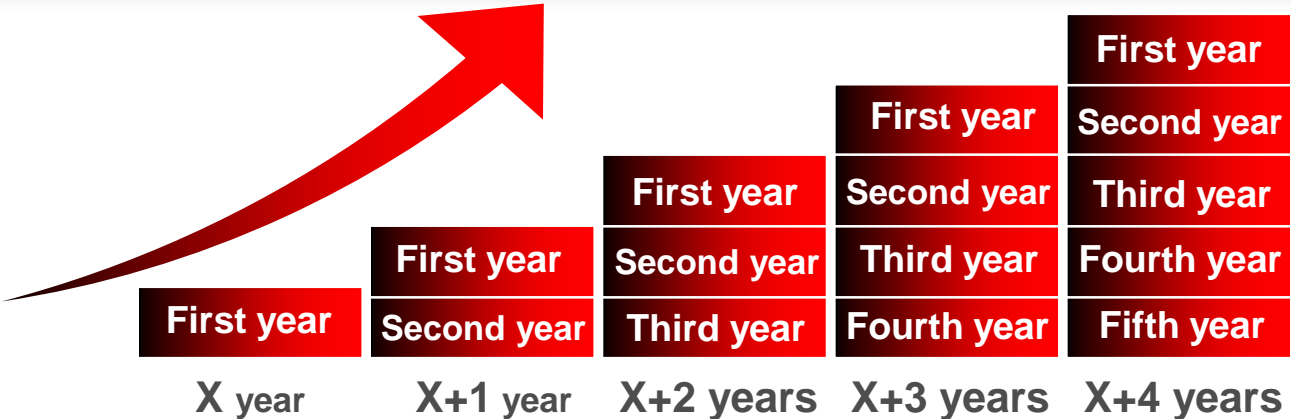 First year
X year
First year
Second year
X+1 year
First year
Second year
Third year
X+2 years
First year
Second year
Third year
Fourth year
X+3 years
First year
Second year
Third year
Fourth year
Fifth year
X+4 years